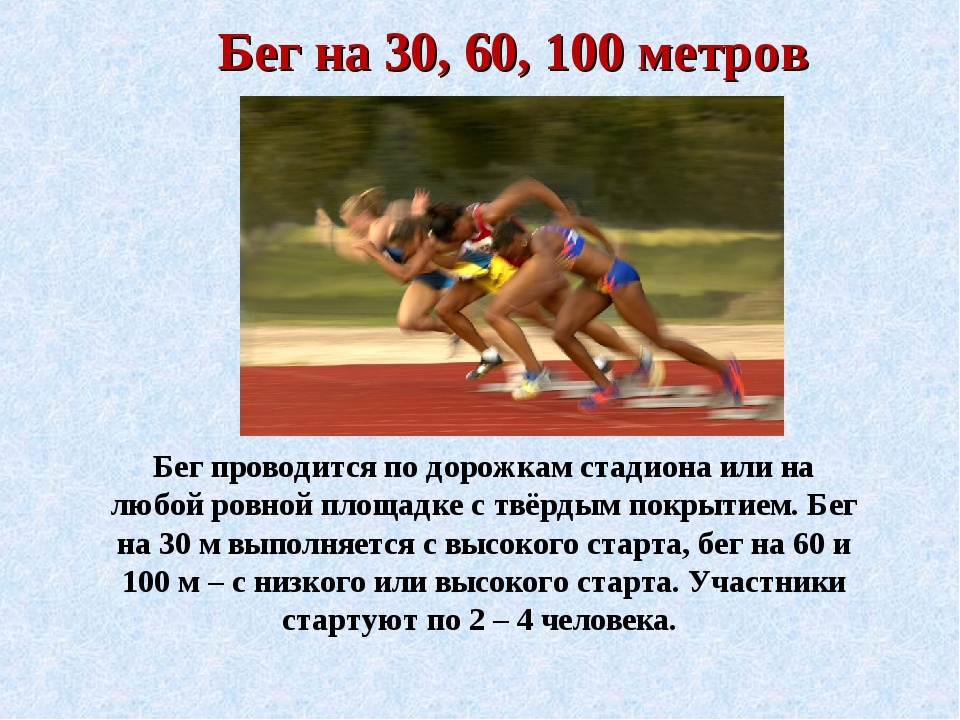 Бег на 30, 60, 100 метров
Бег проводится по дорожкам стадиона или на
любой ровной площадке с твёрдым покрытием. Бег
на 30 м выполняется с высокого старта, бег на 60 и
100 м – с низкого или высокого старта. Участники
стартуют по 2 – 4 человека.